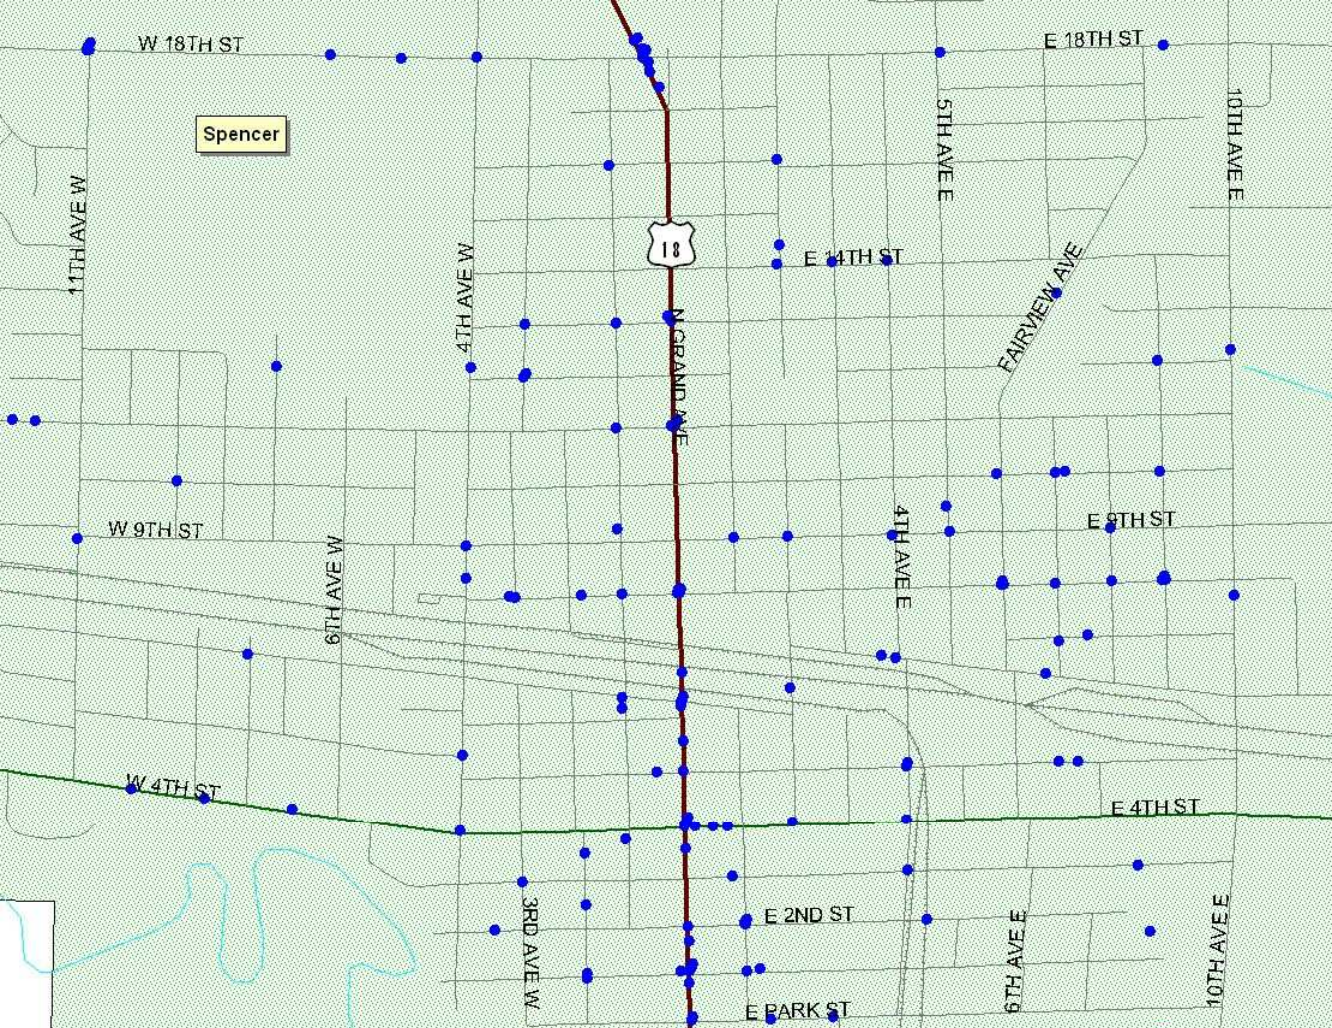 W 18TH ST
E 18TH ST
Spencer
5TH AVE E
10TH AVE E
11TH AVE W
4TH AVE W
18
E 14TH ST
FAIRVIEW AVE
N GRAND AVE
W 9TH ST
6TH AVE W
4TH AVE E
E 9TH ST
W 4TH ST
E 4TH ST
3RD AVE W
E 2ND ST
6TH AVE E
10TH AVE E
E PARK ST